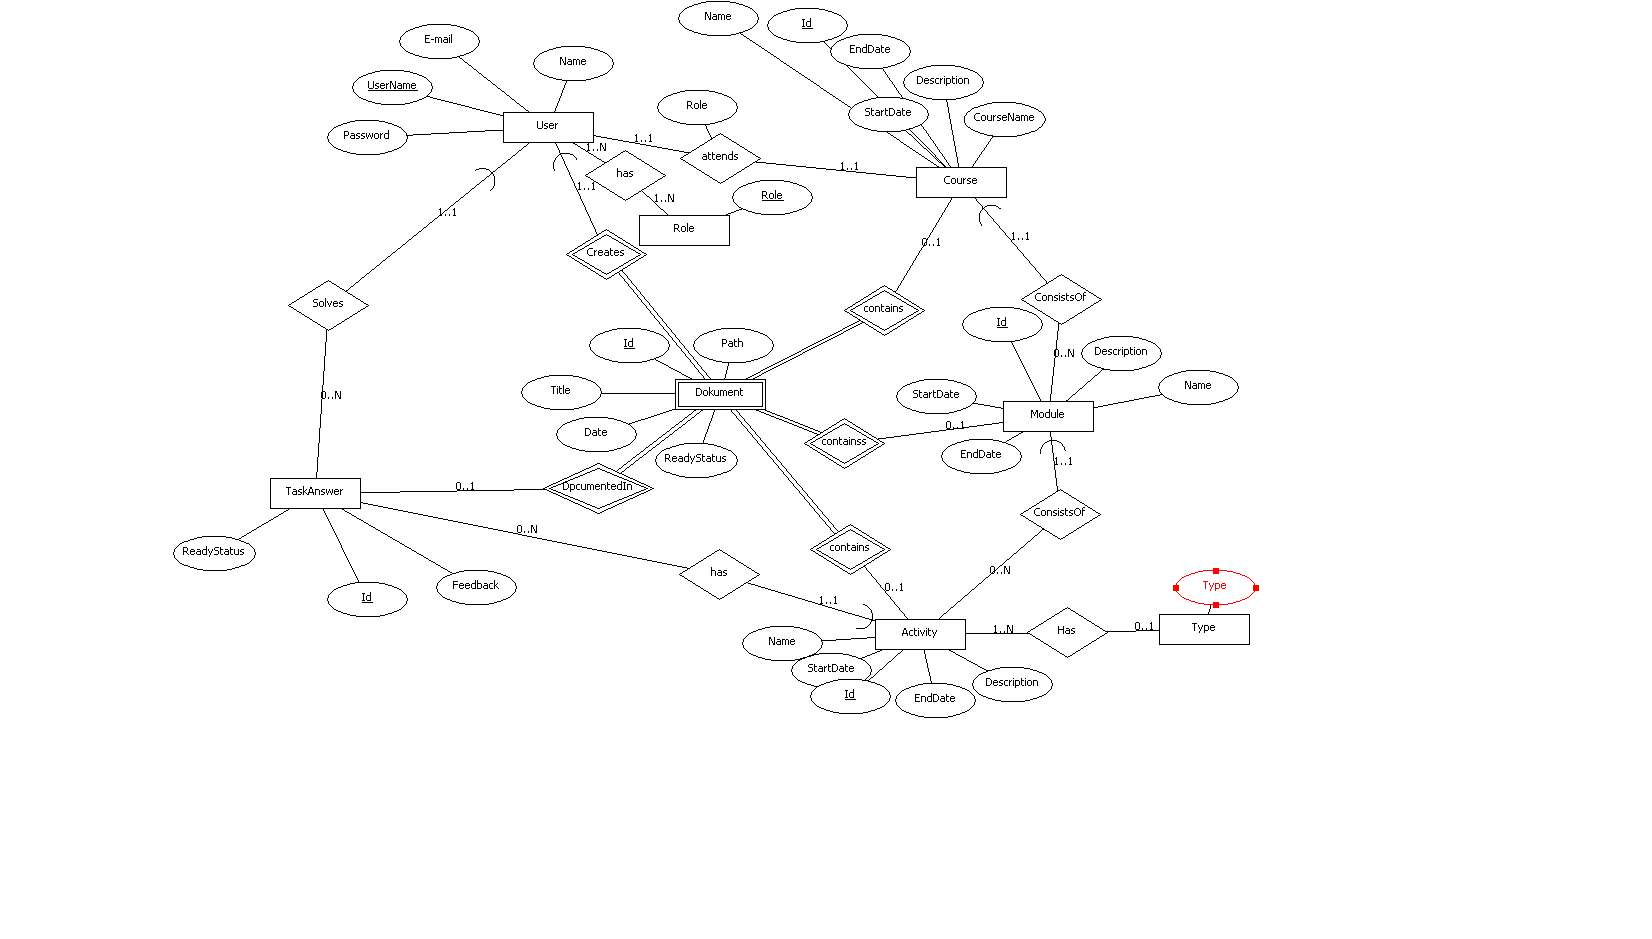 Name
Id
E-mail
EndDate
Name
Description
UserName
Role
StartDate
CourseName
User
Password
1..1
attends
1..N
1..1
has
Course
1..1
1..N
Role
1..1
Role
0..1
1..1
Creates
ConsistsOf
Solves
contains
Id
Id
Path
0..N
Description
Title
Dokument
StartDate
Name
0..N
Module
Date
0..1
containss
ReadyStatus
EndDate
1..1
TaskAnswer
0..1
DpcumentedIn
ConsistsOf
0..N
ReadyStatus
contains
has
0..N
Feedback
Id
0..1
Type
1..1
Activity
1..N
Has
0..1
Type
Name
StartDate
Id
EndDate
Description